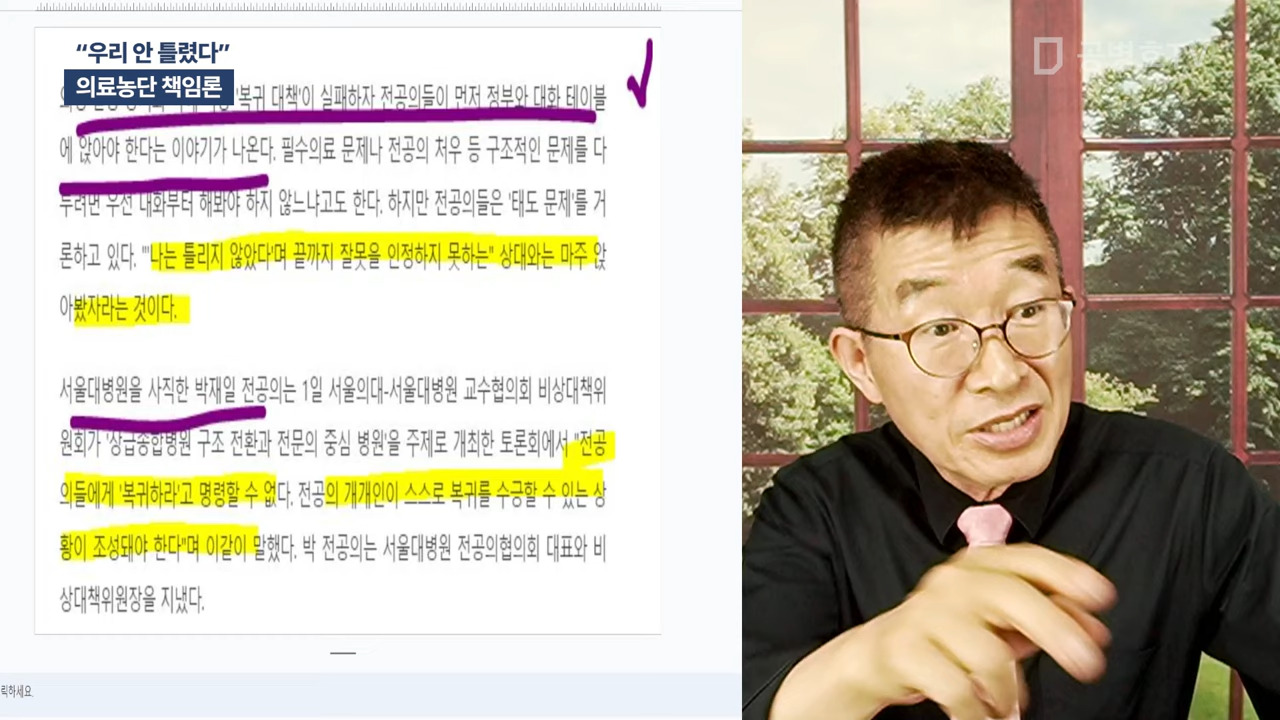 “우리 안 틀렸다”
의료농단 책임론
'복귀 대책'이 실패하자 전공의들이 먼저 정부와 대화 테이블
에 앉아야 한다는 이야기가 나온다. 필수의료 문제나 전공의 처우 등 구조적인 문제를 다
루려면 우선 대화부터 해봐야 하지 않느냐고도 한다. 하지만 전공의들은 '태도 문제'를 거
론하고 있다. "'나는 틀리지 않았다'며 끝까지 잘못을 인정하지 못하는" 상대와는 마주 앉
아봤자라는 것이다.
서울대병원을 사직한 박재일 전공의는 1일 서울의대-서울대병원 교수협의회 비상대책위
원회가 '상급종합병원 구조 전환과 전문의 중심 병원'을 주제로 개최한 토론회에서 "전공
의들에게 '복귀하라'고 명령할 수 없다. 전공의 개개인이 스스로 복귀를 수긍할 수 있는 상
황이 조성돼야 한다"며 이같이 말했다. 박 전공의는 서울대병원 전공의협의회 대표와 비
상대책위원장을 지냈다.
릭하세요.